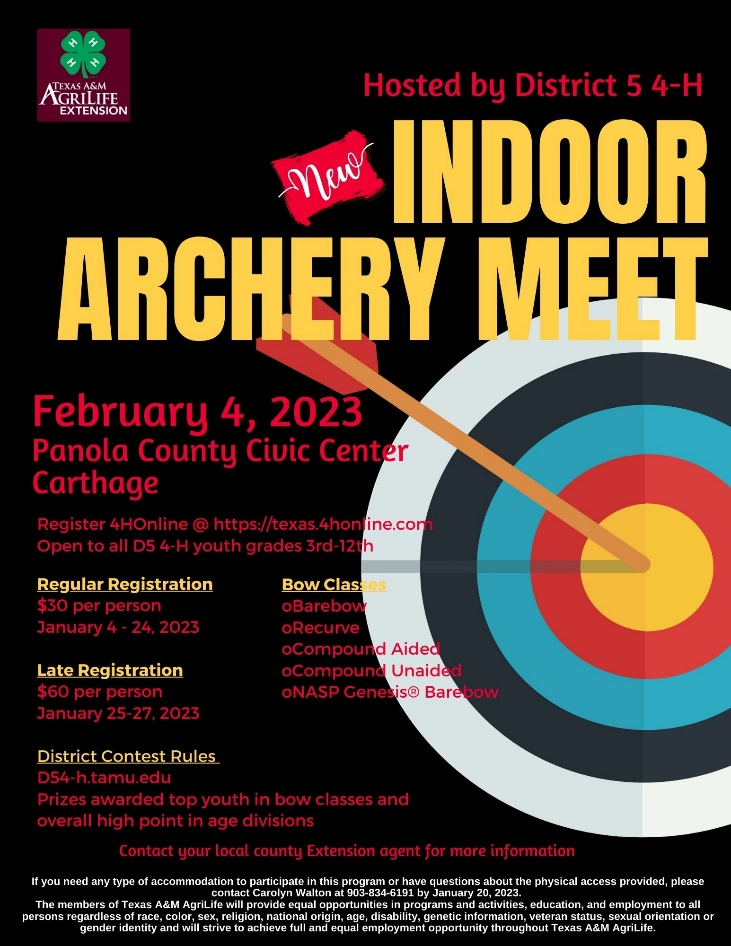 H H H H
TEXAS A&M
AGRILIFE
EXTENSION
Hosted by District 5 4-H
New
INDOOR
ARCHERY MEET
February 4, 2023
Panola County Civic Center
Carthage
Register 4HOnline @ https://texas.4honline.com
Open to all D5 4-H youth grades 3rd-12th
Regular Registration
$30 per person
January 4 - 24, 2023
Late Registration
$60 per person
January 25-27, 2023
Bow Classes
oBarebow
oRecurve
oCompound Aided
oCompound Unaided
oNASP Genesis® Barebow
District Contest Rules
D54-h.tamu.edu
Prizes awarded top youth in bow classes and
overall high point in age divisions
Contact your local county Extension agent for more information
If you need any type of accommodation to participate in this program or have questions about the physical access provided, please
contact Carolyn Walton at 903-834-6191 by January 20, 2023.
The members of Texas A&M AgriLife will provide equal opportunities in programs and activities, education, and employment to all
persons regardless of race, color, sex, religion, national origin, age, disability, genetic information, veteran status, sexual orientation or
gender identity and will strive to achieve full and equal employment opportunity throughout Texas A&M AgriLife.